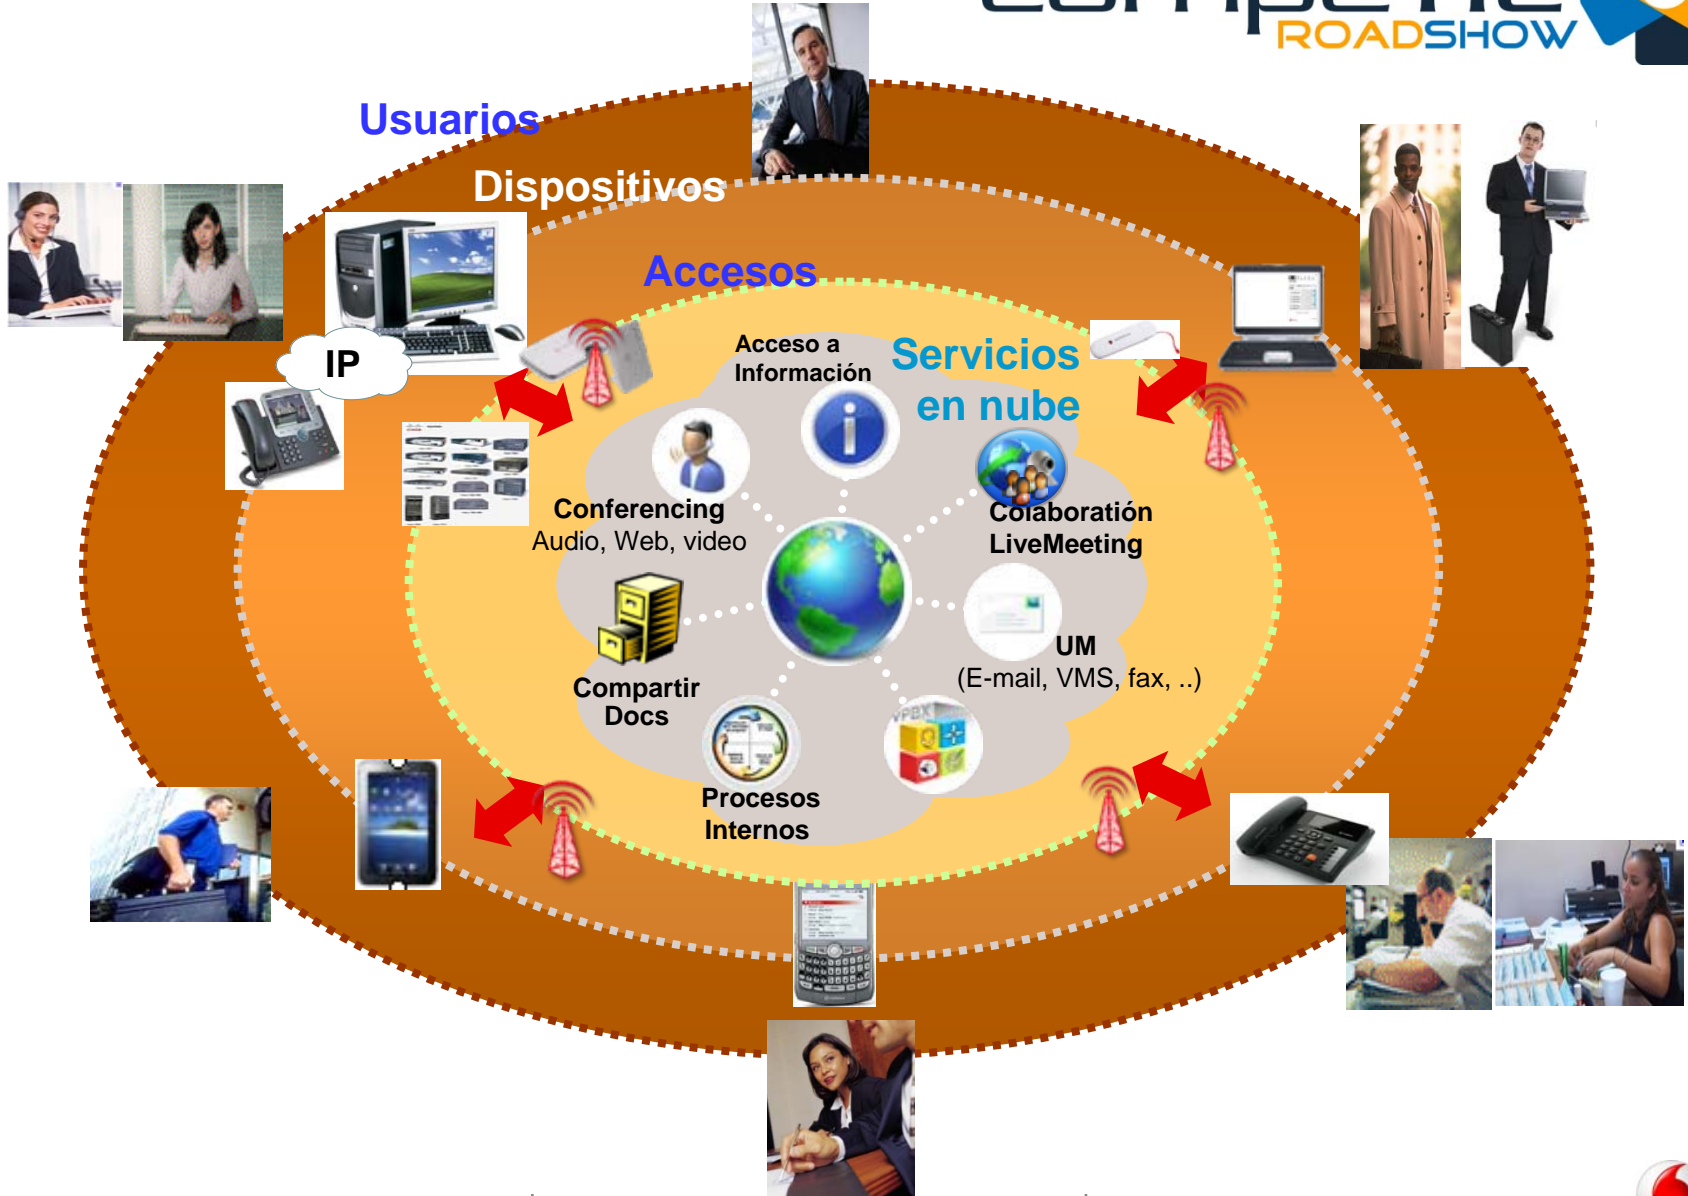 ROADSHOW
Usuarios
Dispositivos
Accesos
IP
Acceso a
Información
Servicios
en nube
Conferencing
Audio, Web, video
Colaboratión
LiveMeeting
UM
(E-mail, VMS, fax, ..)
Compartir
Docs
VPBX
Procesos
Internos